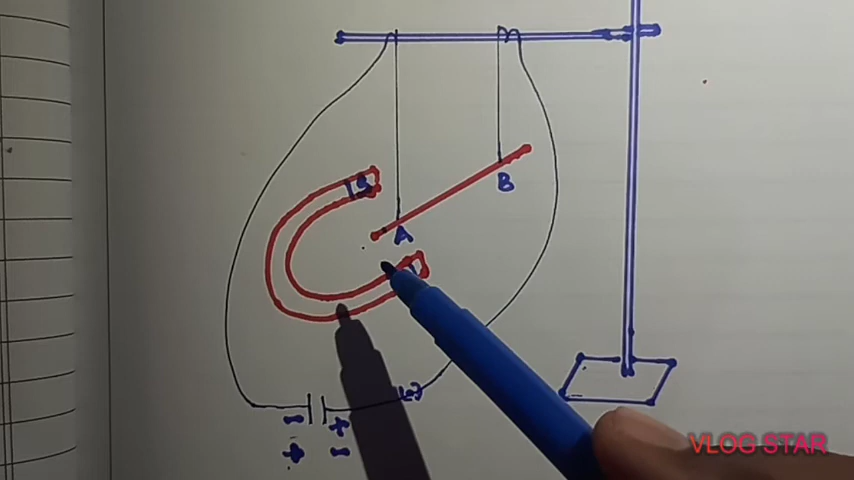 B
A
- +
+ -
VLOG STAR